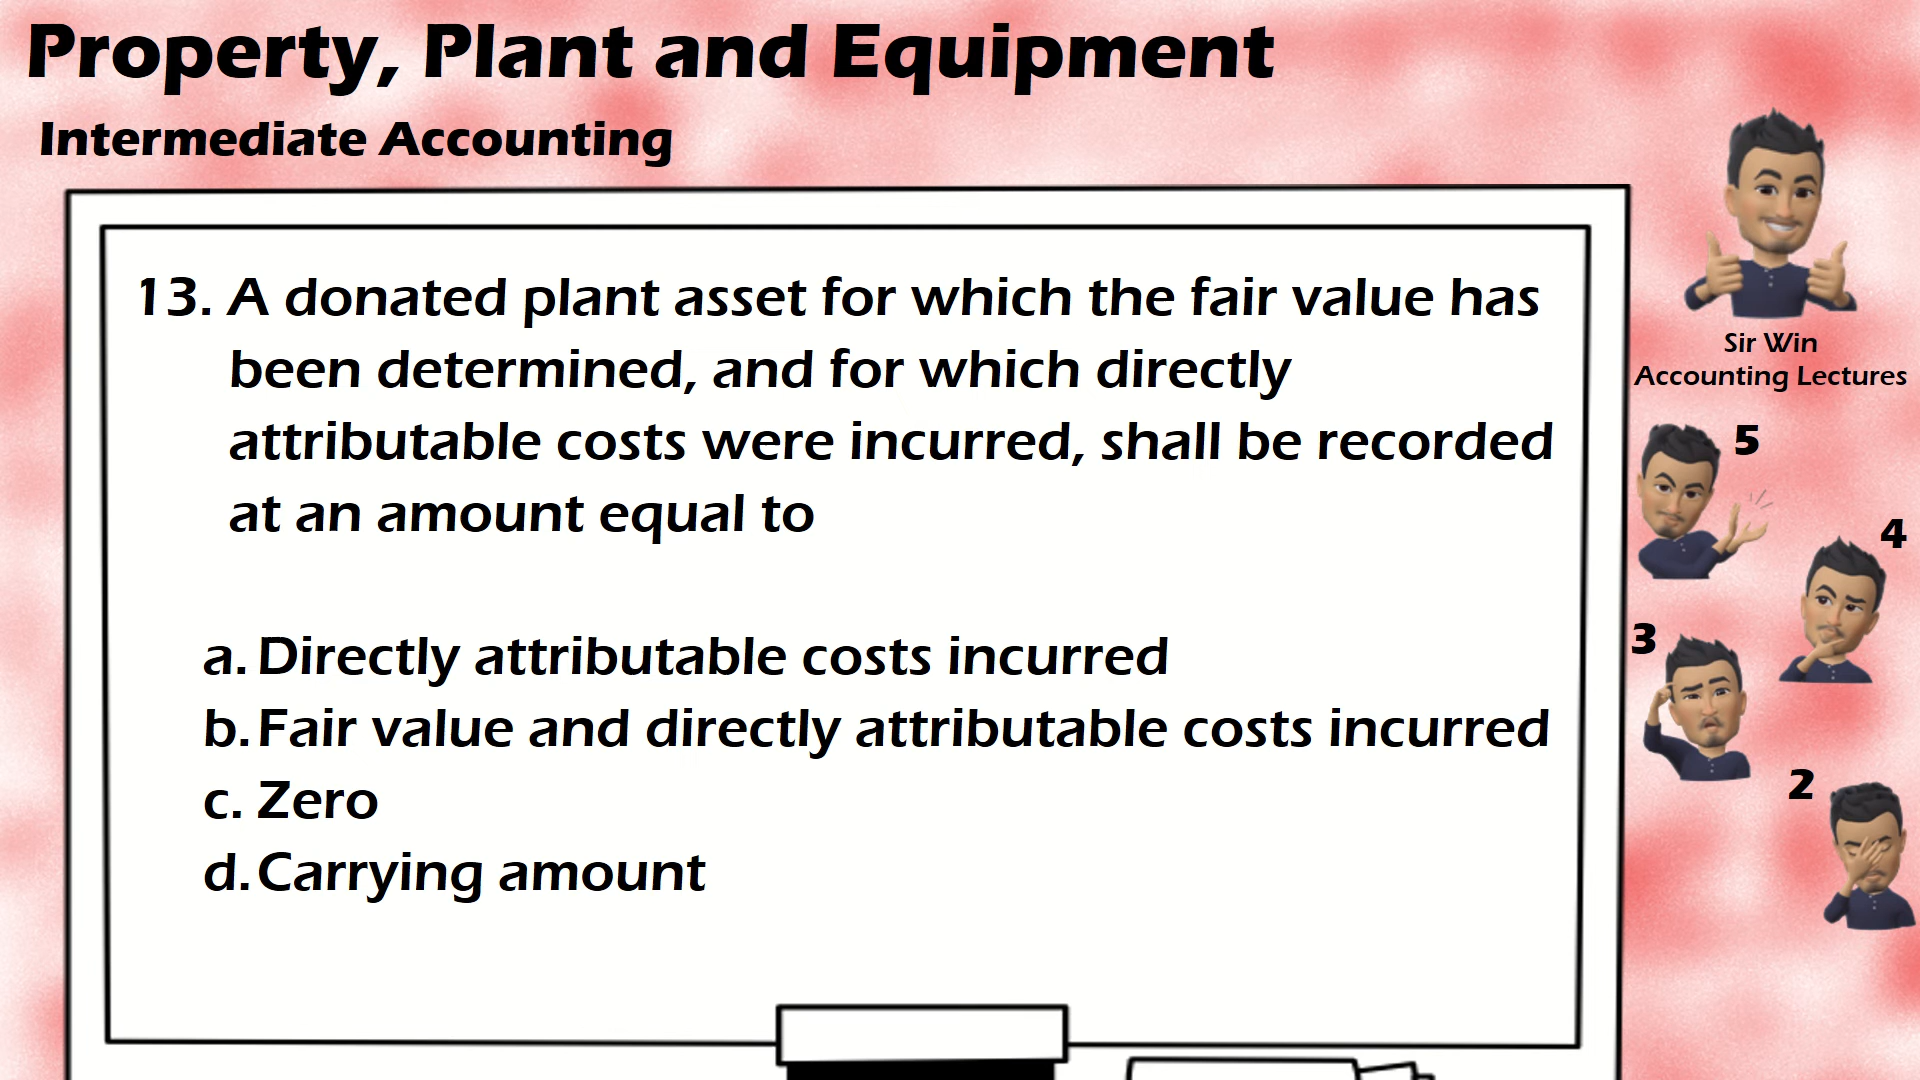 Property, Plant and Equipment
Intermediate Accounting
13. A donated plant asset for which the fair value has
been determined, and for which directly
attributable costs were incurred, shall be recorded
at an amount equal to
a. Directly attributable costs incurred
b. Fair value and directly attributable costs incurred
c. Zero
d. Carrying amount
Sir Win
Accounting Lectures
5
4
3
2